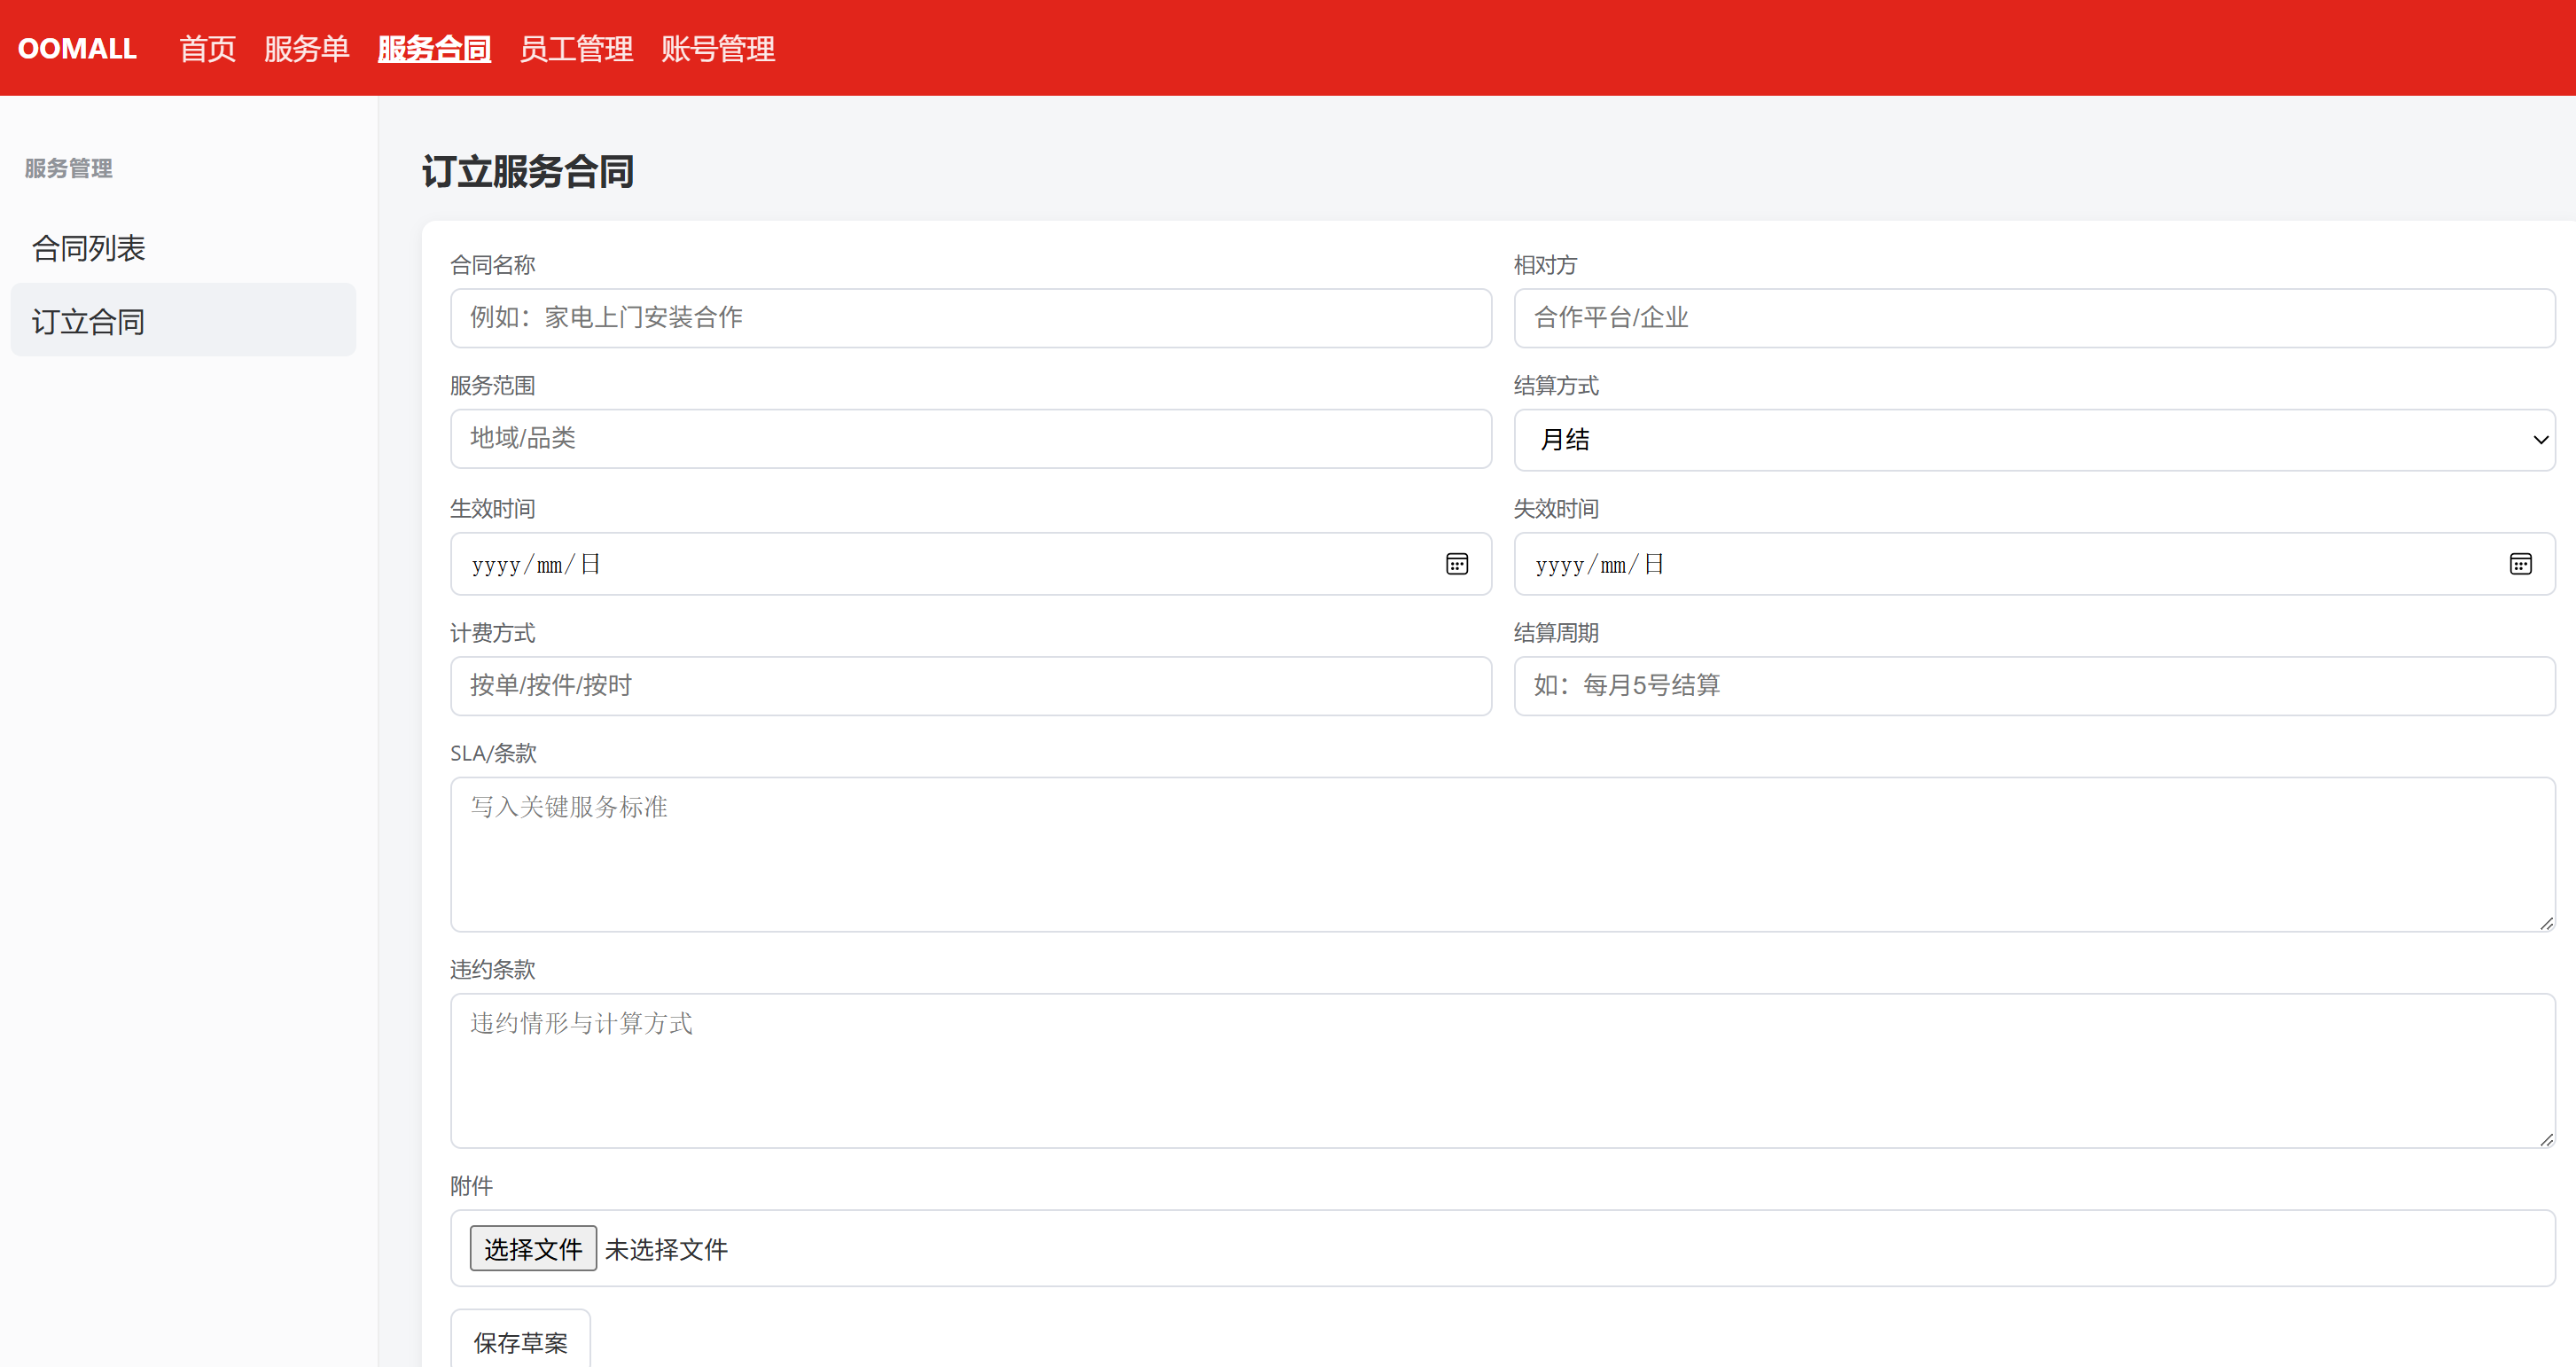 OOMALL 首页 服务单 服务合同 员工管理 账号管理
服务管理
合同列表
订立合同
订立服务合同
合同名称 相对方
例如：家电上门安装合作 合作平台/企业
服务范围 结算方式
地域/品类 月结
生效时间 失效时间
yyyy/mm/日 yyyy/mm/日
计费方式 结算周期
按单/按件/按时 如：每月5号结算
SLA/条款
写入关键服务标准
违约条款
违约情形与计算方式
附件
选择文件 未选择文件
保存草案